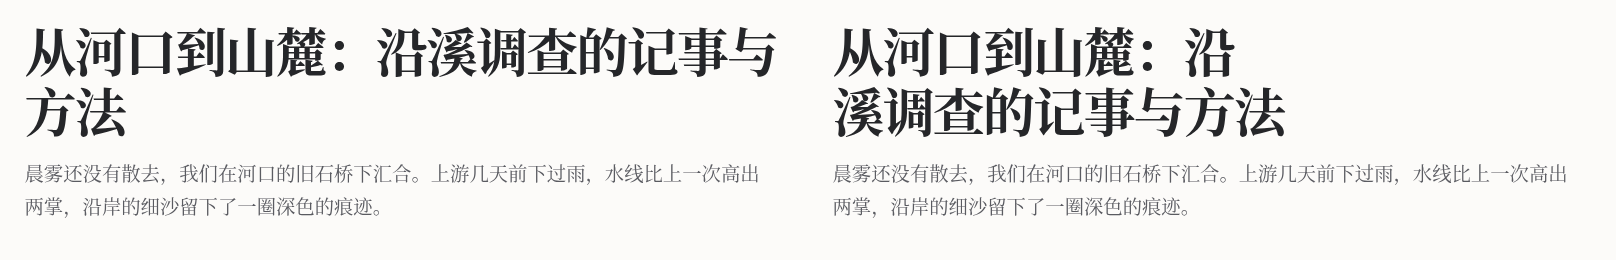 从河口到山麓：沿溪调查的记事与
方法
晨雾还没有散去，我们在河口的旧石桥下汇合。上游几天前下过雨，水线比上一次高出
两掌，沿岸的细沙留下了一圈深色的痕迹。
从河口到山麓：沿
溪调查的记事与方法
晨雾还没有散去，我们在河口的旧石桥下汇合。上游几天前下过雨，水线比上一次高出
两掌，沿岸的细沙留下了一圈深色的痕迹。